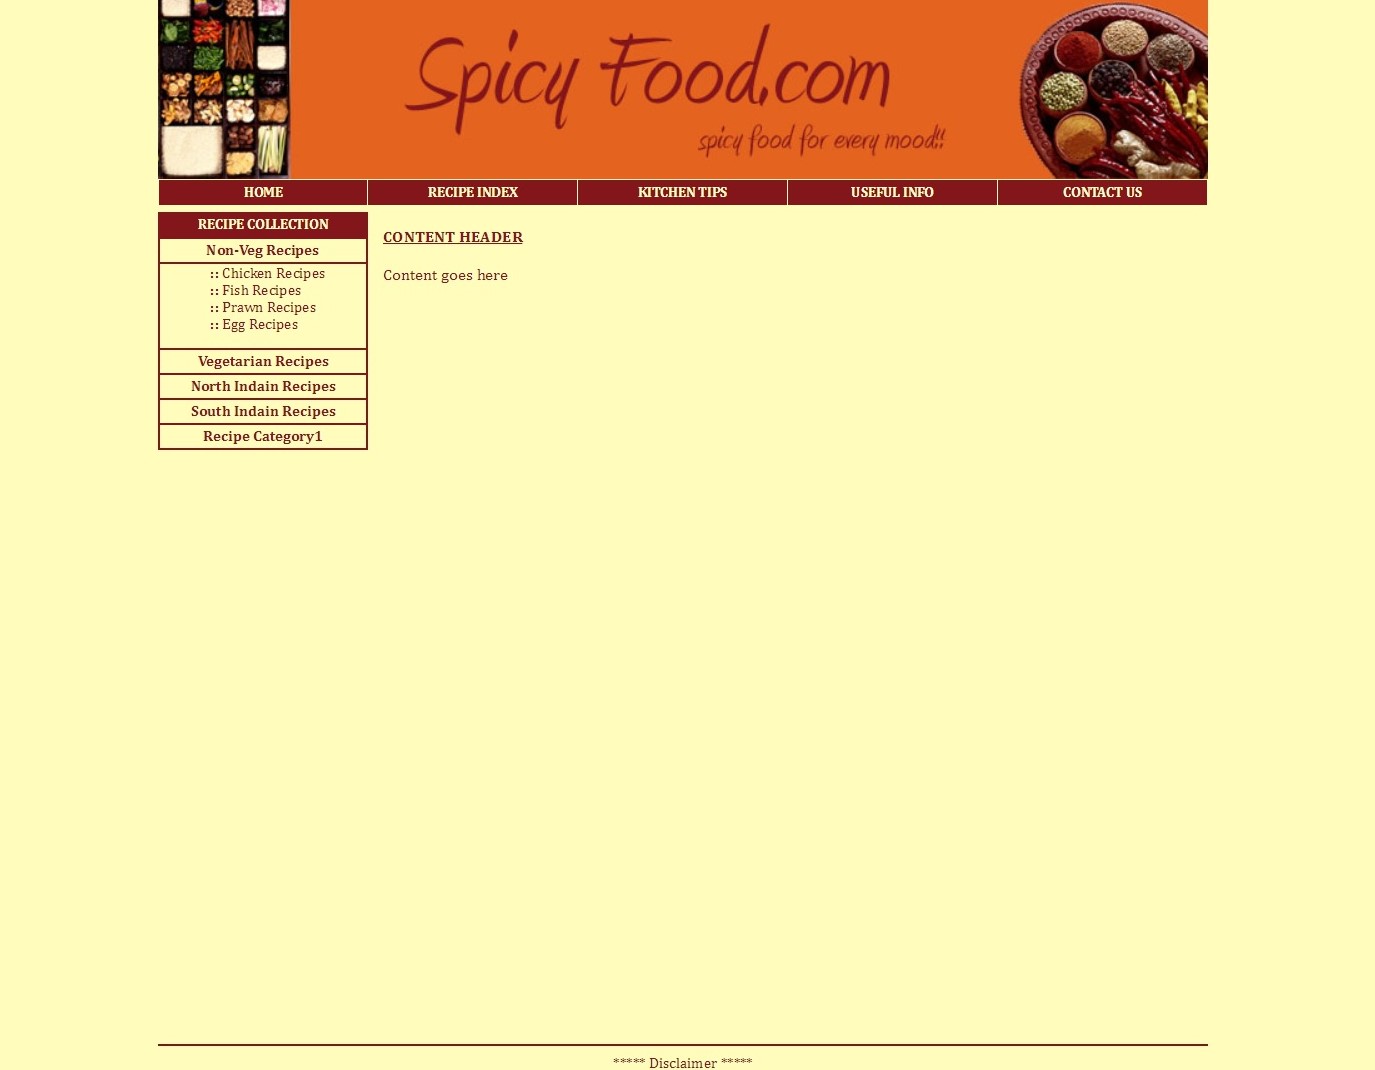 Spicy Food.com
spicy food for every mood!!
HOME RECIPE INDEX KITCHEN TIPS USEFUL INFO CONTACT US
RECIPE COLLECTION
Non-Veg Recipes
:: Chicken Recipes
:: Fish Recipes
:: Prawn Recipes
:: Egg Recipes
Vegetarian Recipes
North Indain Recipes
South Indain Recipes
Recipe Category1
CONTENT HEADER
Content goes here
***** Disclaimer *****